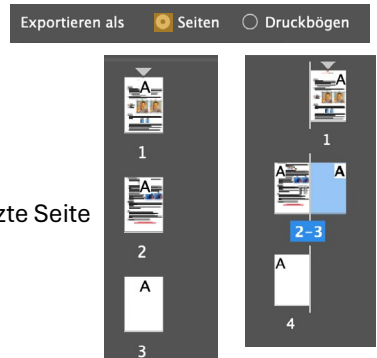 Exportieren als Seiten Druckbögen
A
1
A
2
A
3
A
1
A A
2-3
A
4
zte Seite